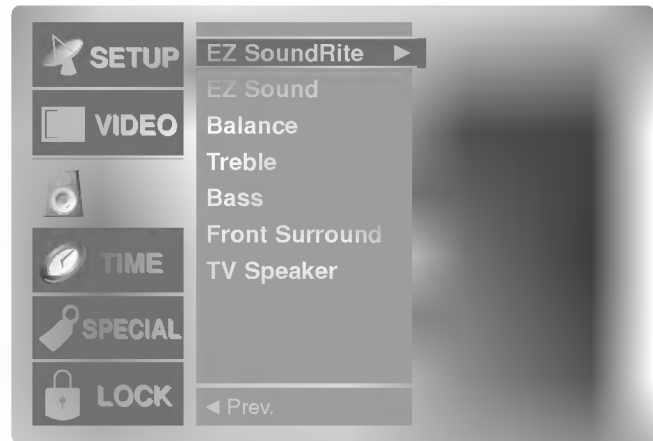 SETUP
VIDEO
TIME
SPECIAL
LOCK
EZ SoundRite ►
EZ Sound
Balance
Treble
Bass
Front Surround
TV Speaker
◄ Prev.